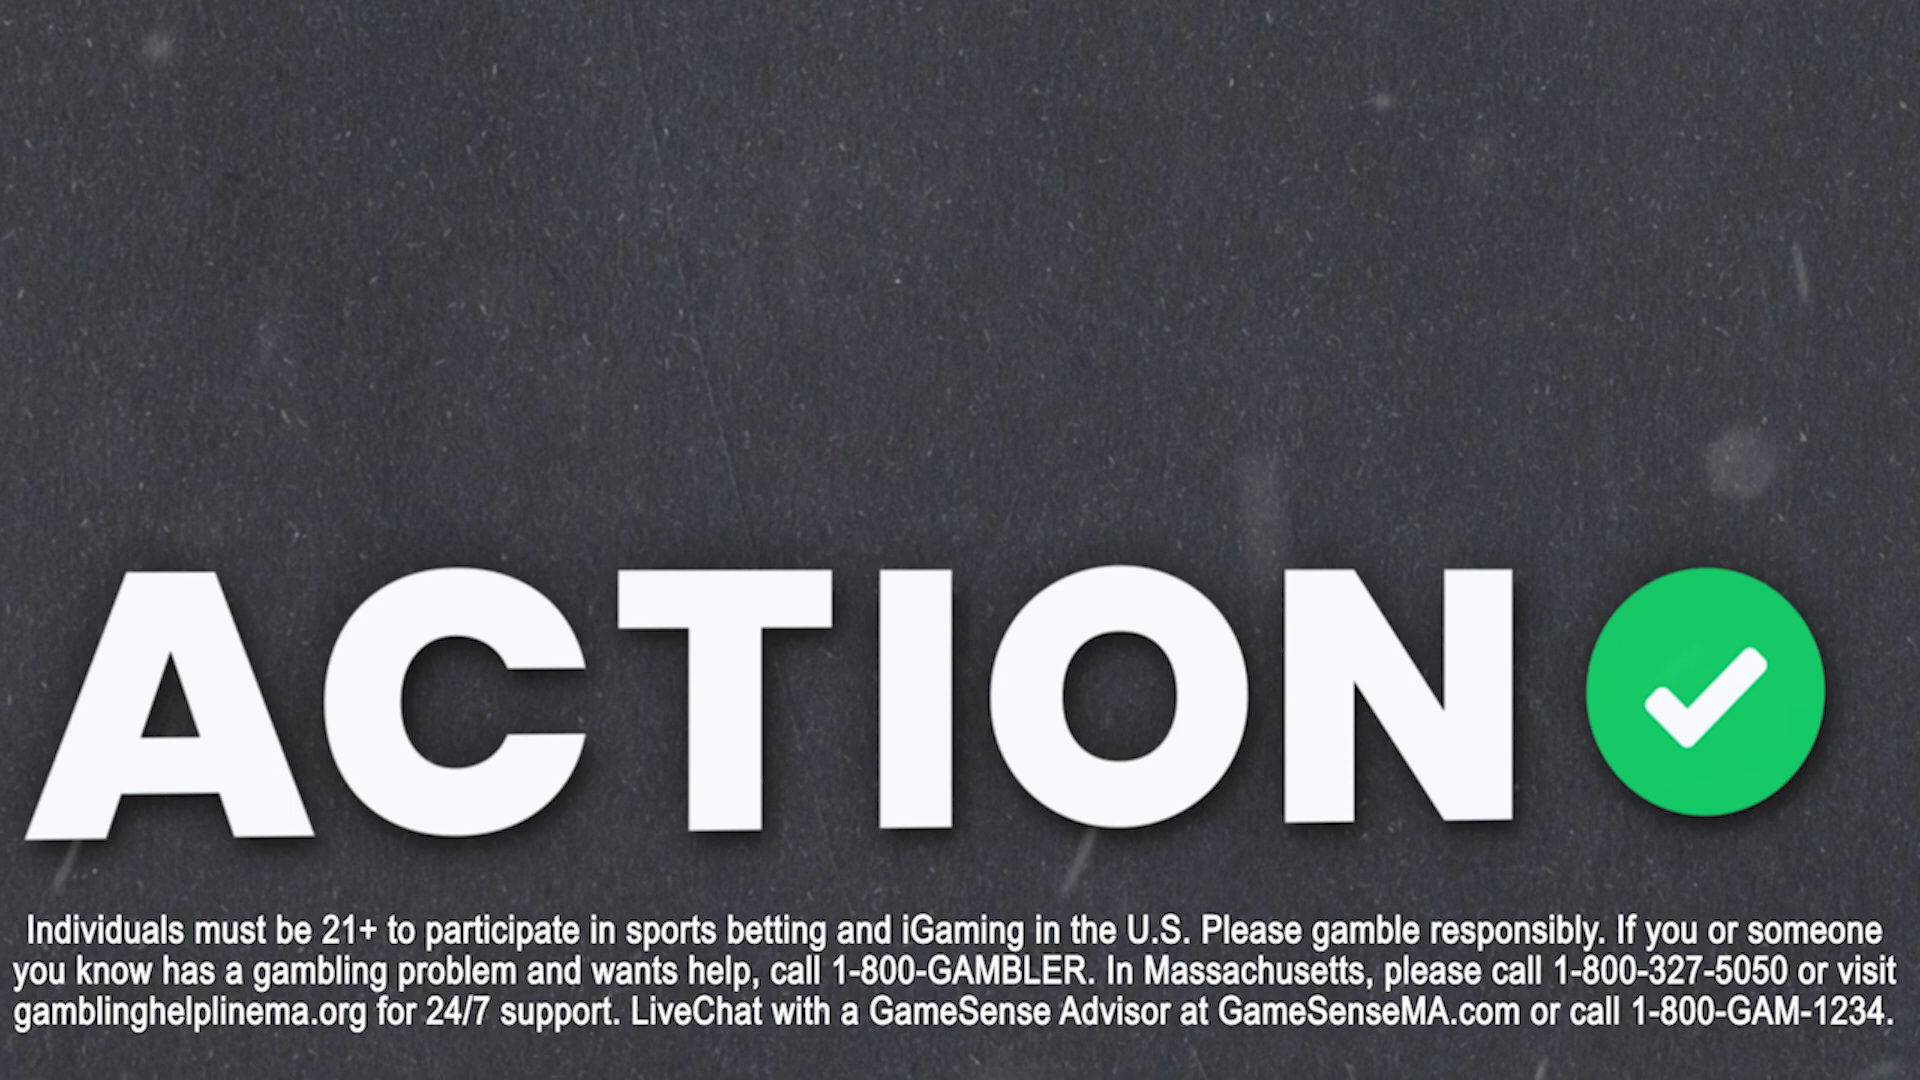 ACTION
Individuals must be 21+ to participate in sports betting and iGaming in the U.S. Please gamble responsibly. If you or someone
you know has a gambling problem and wants help, call 1-800-GAMBLER. In Massachusetts, please call 1-800-327-5050 or visit
gamblinghelplinema.org for 24/7 support. LiveChat with a GameSense Advisor at GameSenseMA.com or call 1-800-GAM-1234.